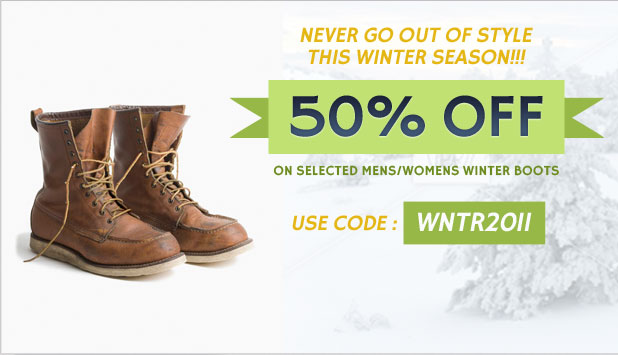 NEVER GO OUT OF STYLE
THIS WINTER SEASON!!!
50% OFF
ON SELECTED MENS/WOMENS WINTER BOOTS
USE CODE : WNTR2011